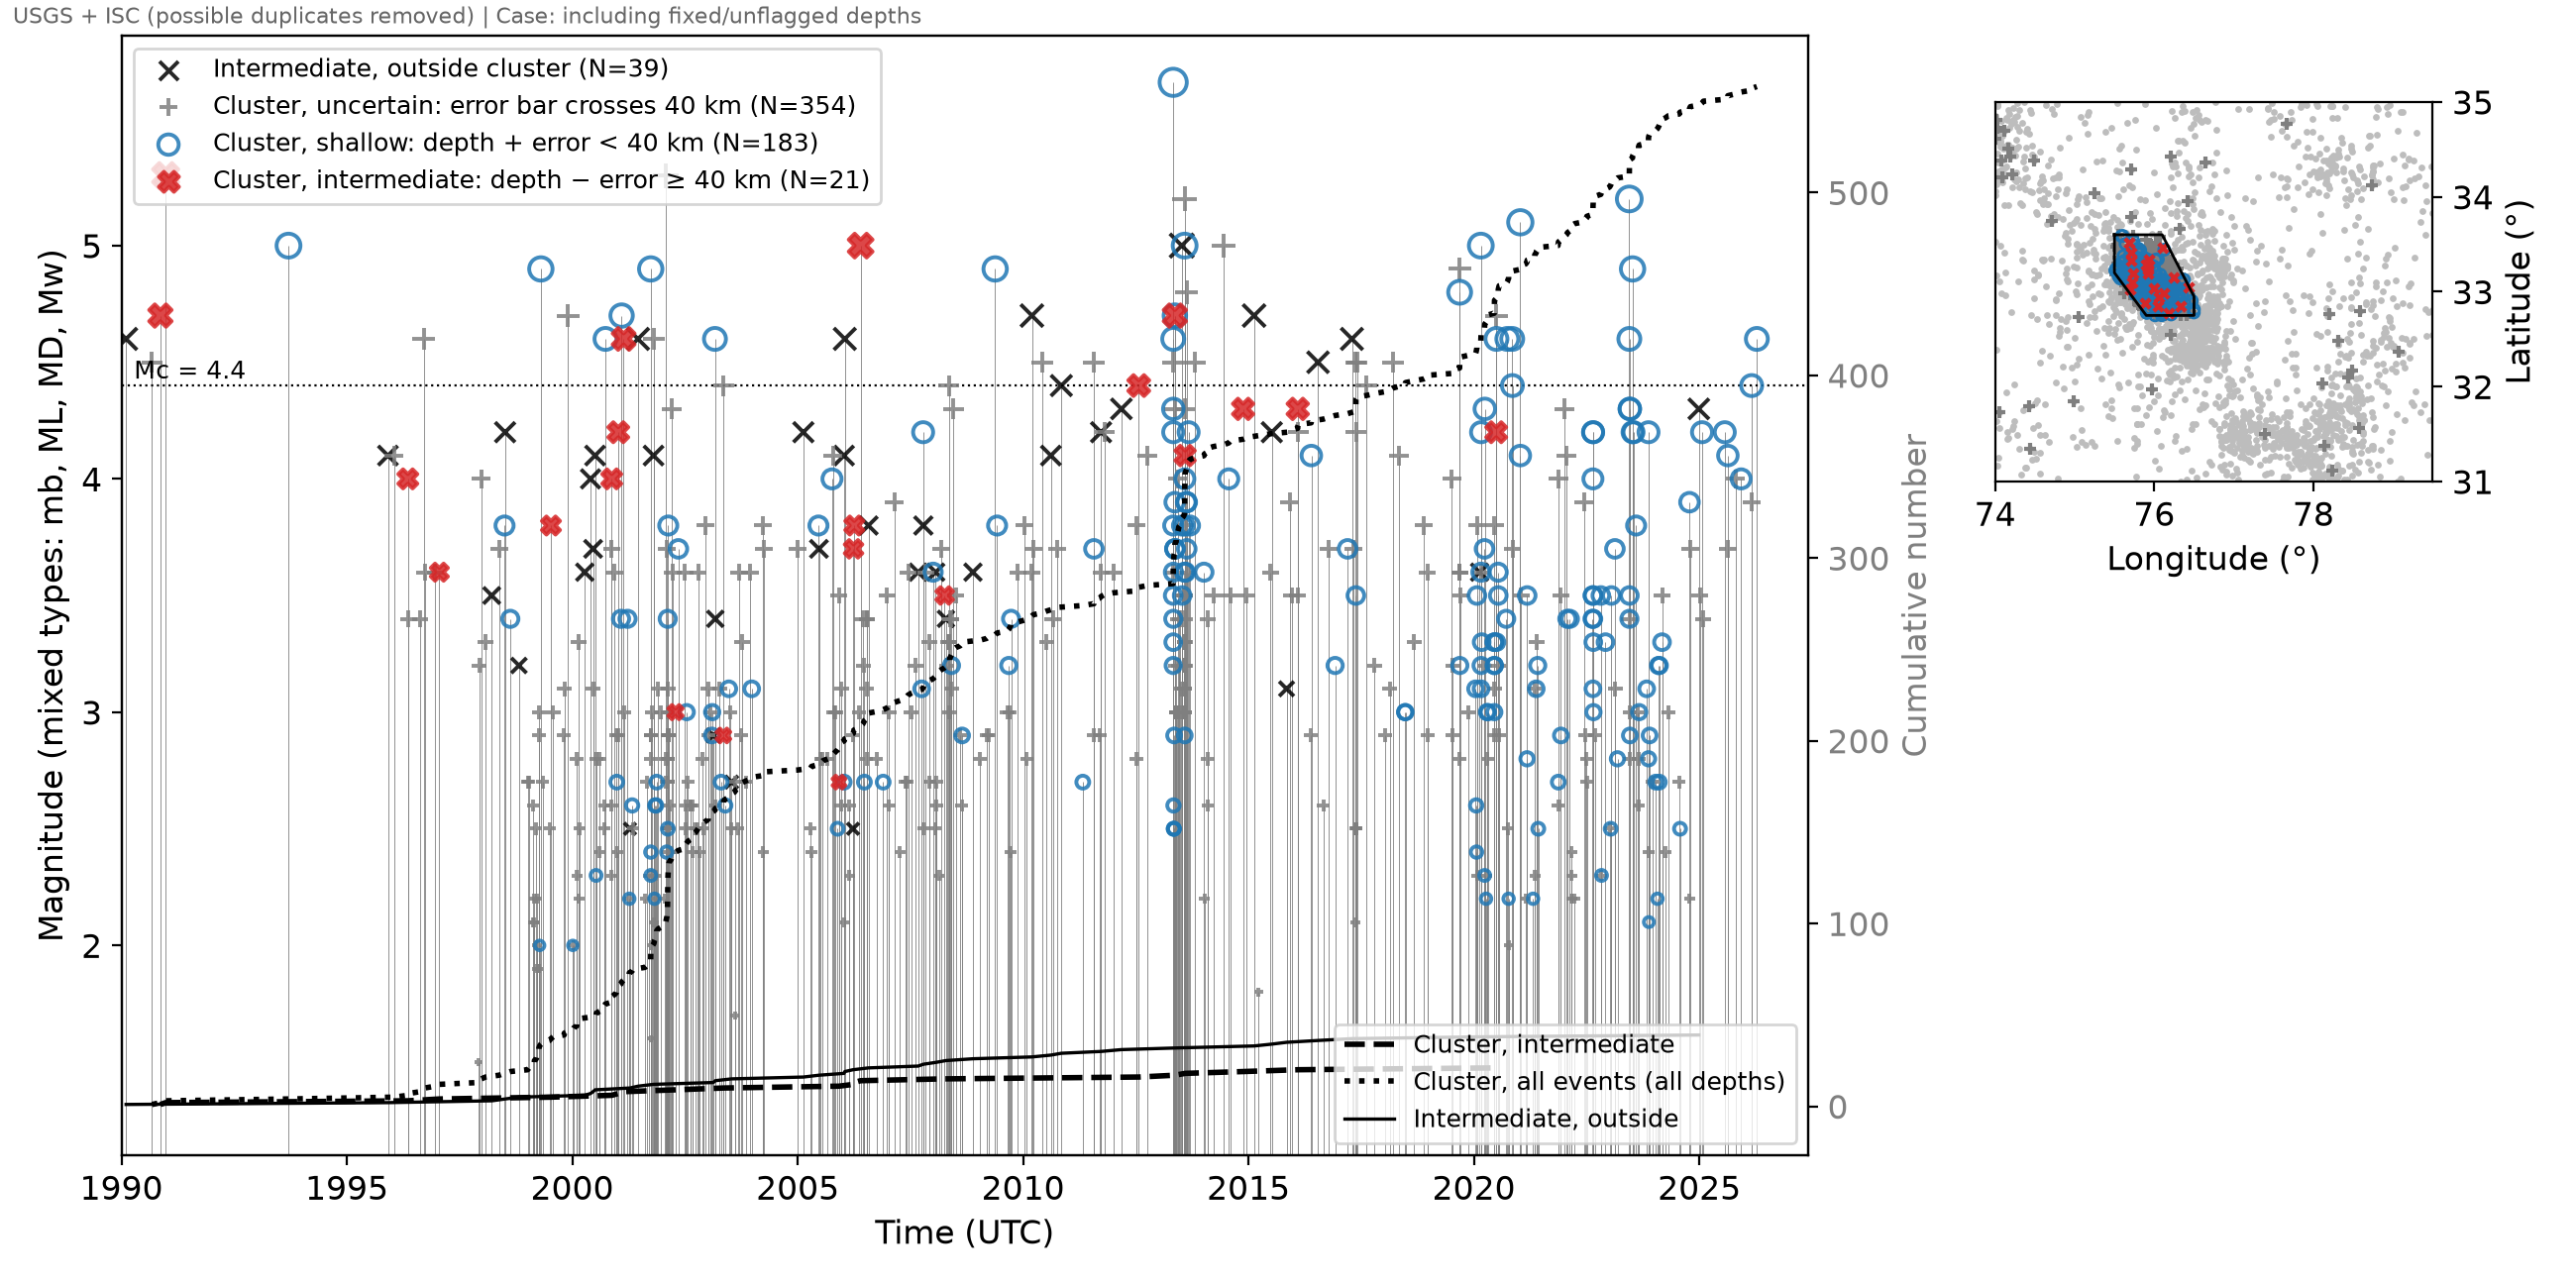 USGS + ISC (possible duplicates removed) | Case: including fixed/unflagged depths
Intermediate, outside cluster (N=39)
Cluster, uncertain: error bar crosses 40 km (N=354)
Cluster, shallow: depth + error < 40 km (N=183)
Cluster, intermediate: depth − error ≥ 40 km (N=21)
Magnitude (mixed types: mb, ML, MD, Mw)
5
4
3
2
Mc = 4.4
500
400
300
200
100
0
Cumulative number
Cluster, intermediate
Cluster, all events (all depths)
Intermediate, outside
1990 1995 2000 2005 2010 2015 2020 2025
Time (UTC)
35
34
33
32
31
Latitude (°)
74 76 78
Longitude (°)